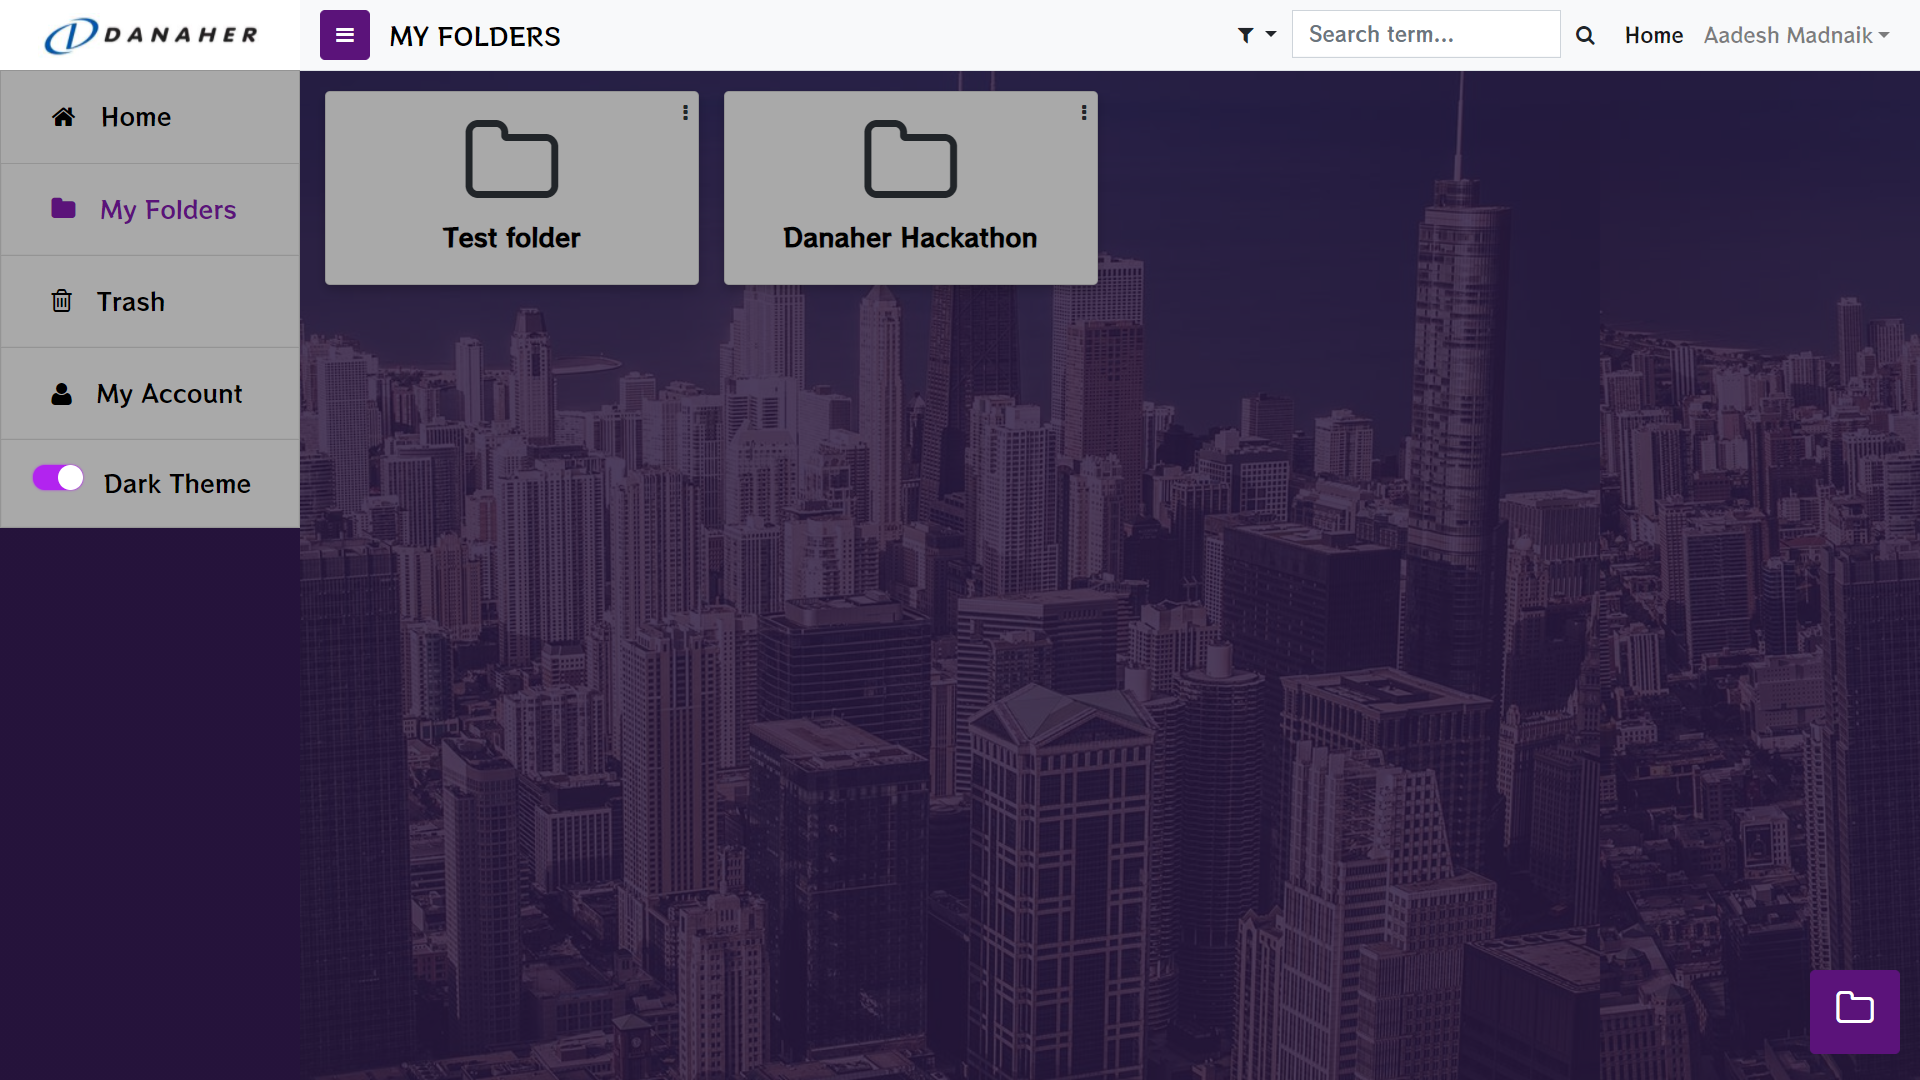 DANAHER
MY FOLDERS
Search term...
Home
Aadesh Madnaik
Home
My Folders
Trash
My Account
Dark Theme
Test folder
Danaher Hackathon